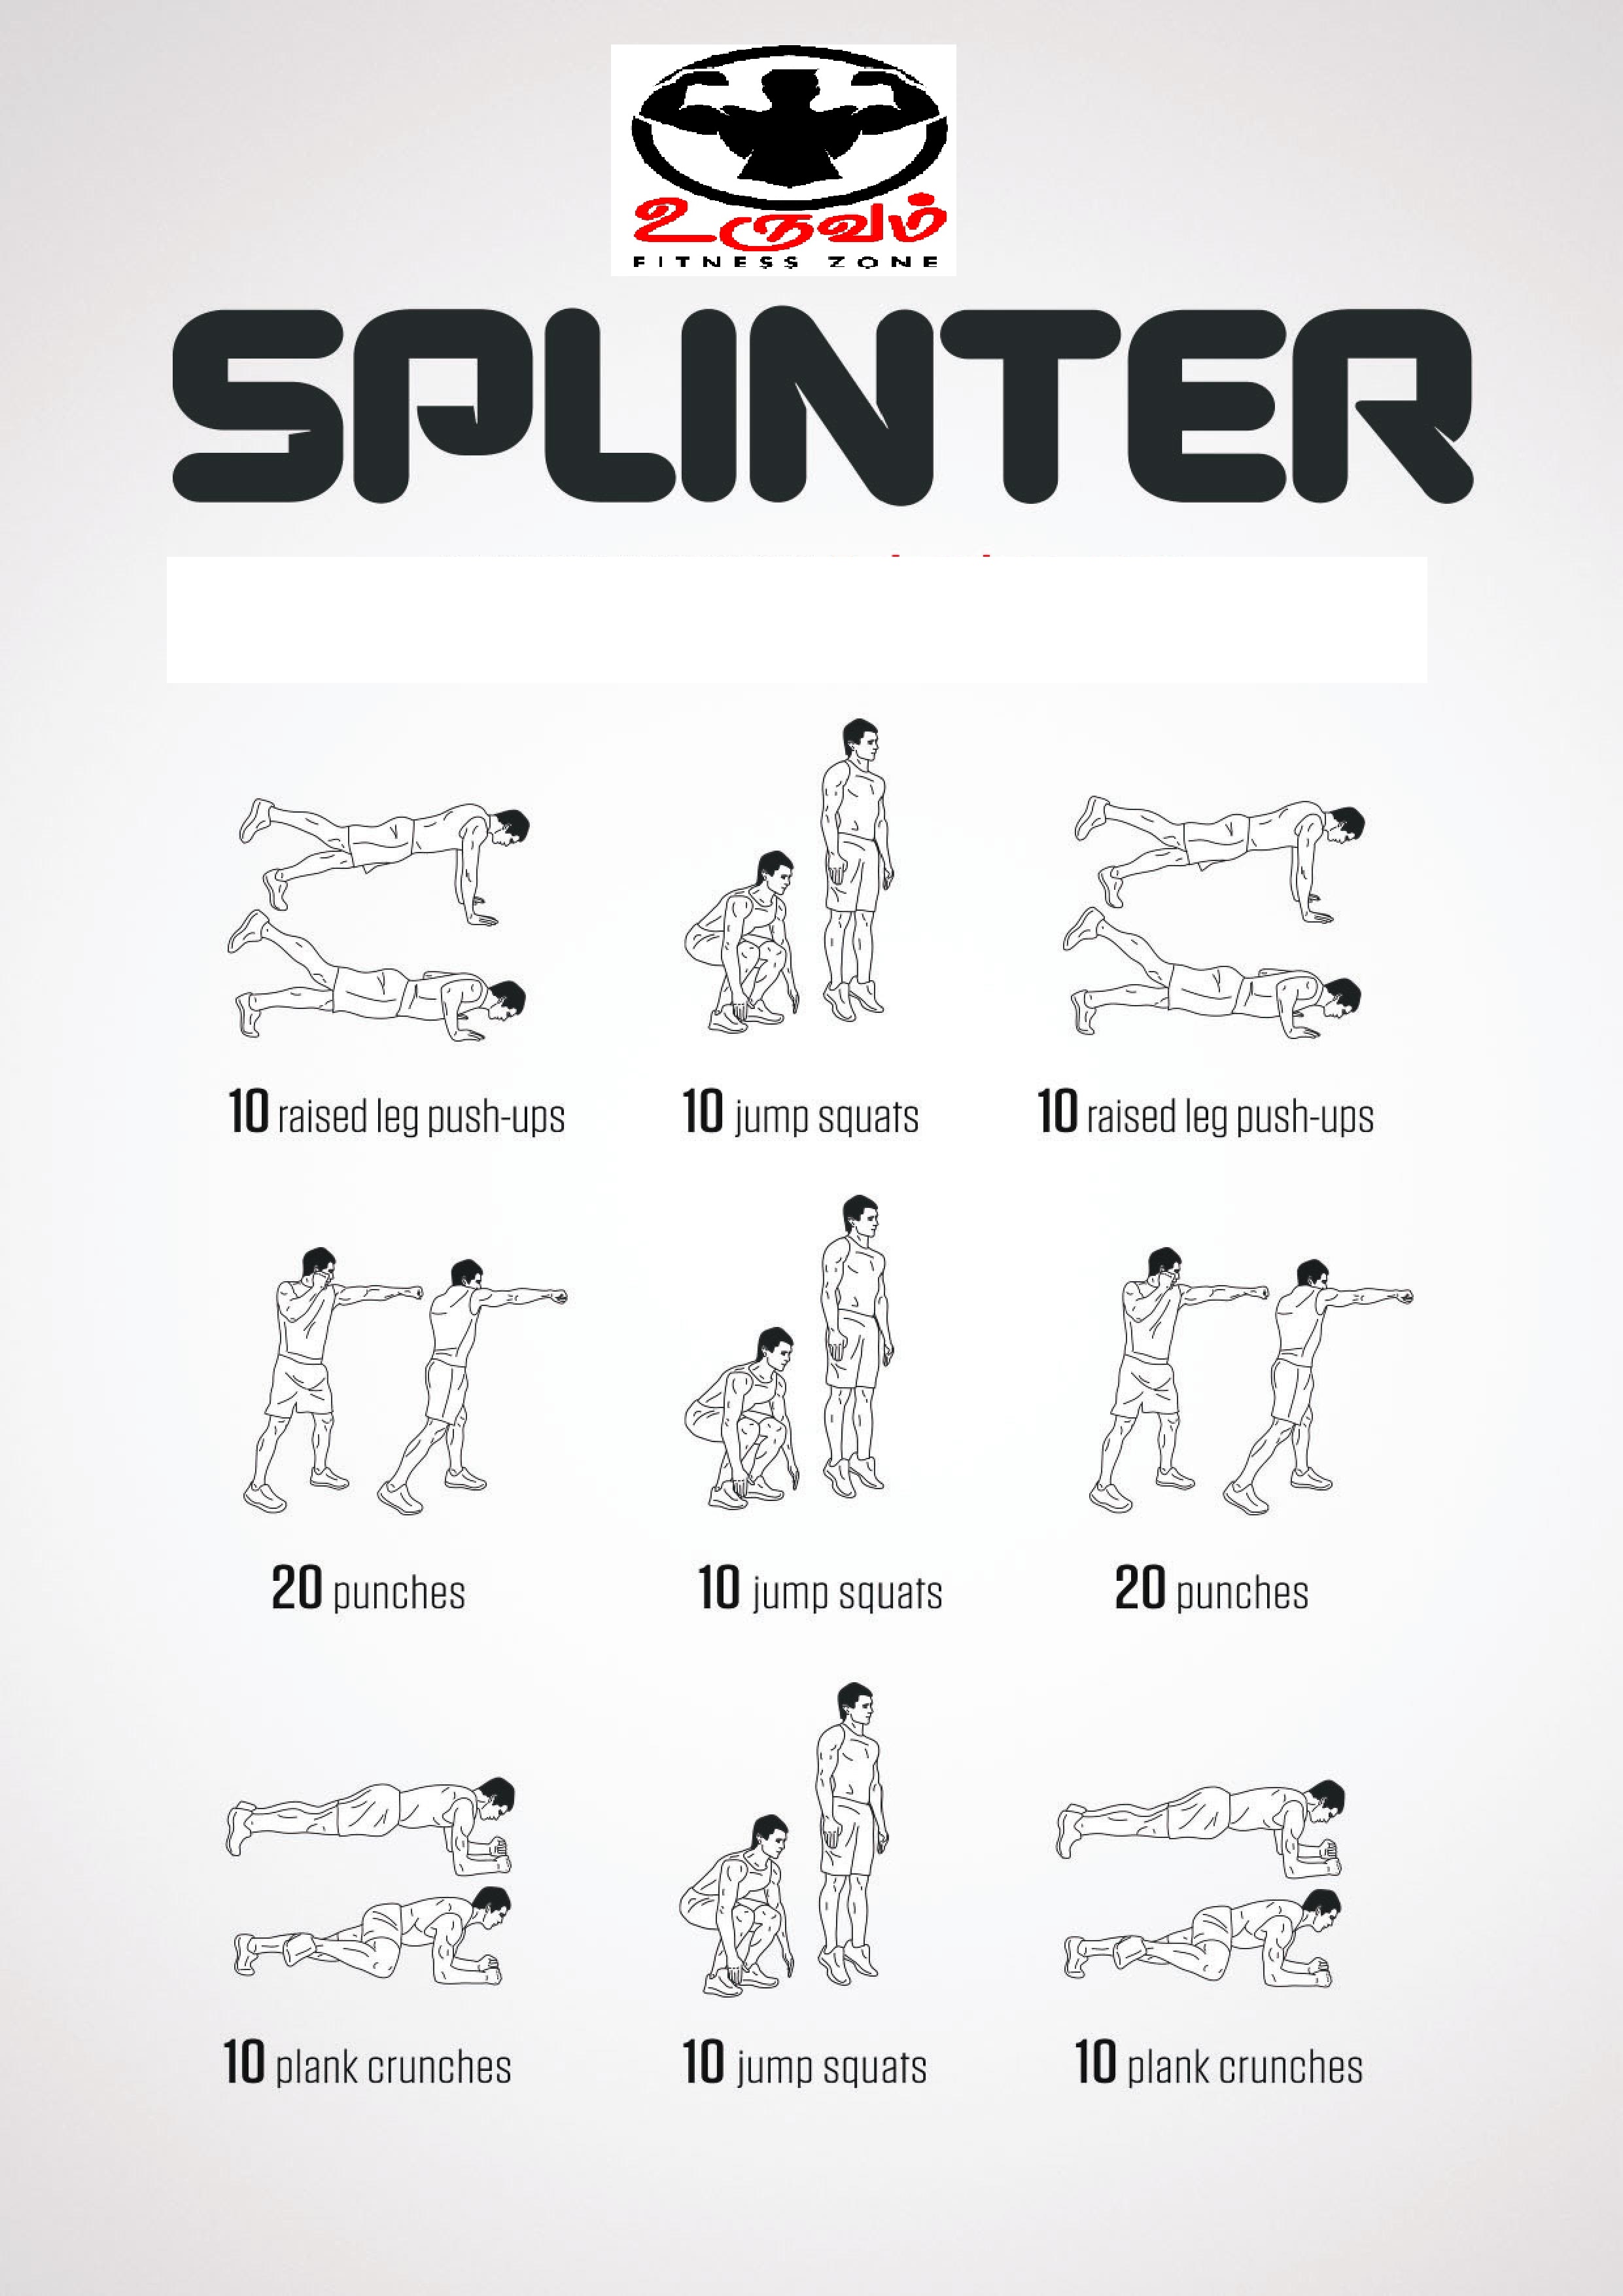 உருவம்
FITNESS ZONE
SPLINTER
10 raised leg push-ups
10 jump squats
10 raised leg push-ups
20 punches
10 jump squats
20 punches
10 plank crunches
10 jump squats
10 plank crunches